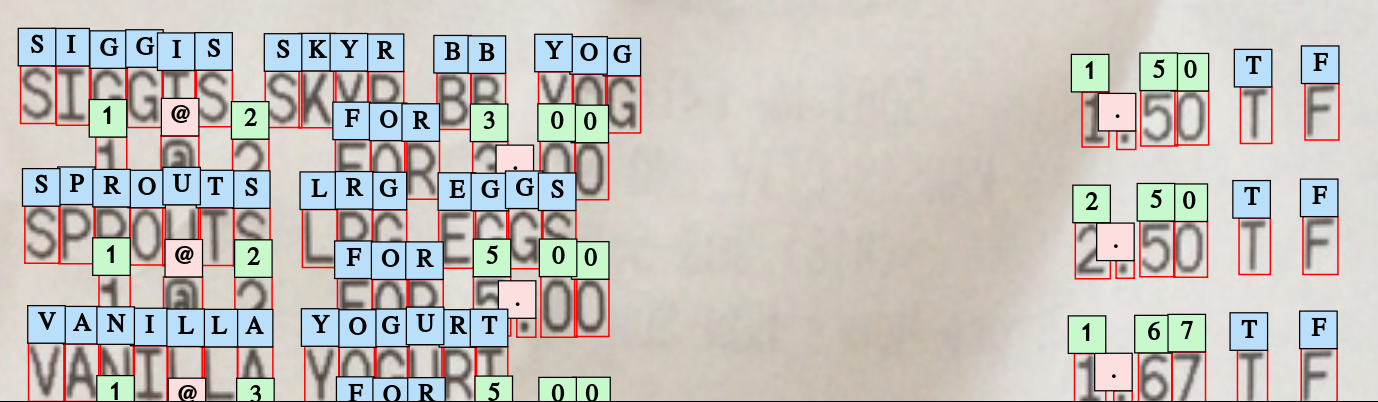 SIGGIS SKYR BB YOG 1.50 T F
1 @ 2 FOR 3.00
SPROUTS LRG EGGS 2.50 T F
1 @ 2 FOR 5.00
VANILLA YOGURT 1.67 T F
1 @ 3 FOR 5 00